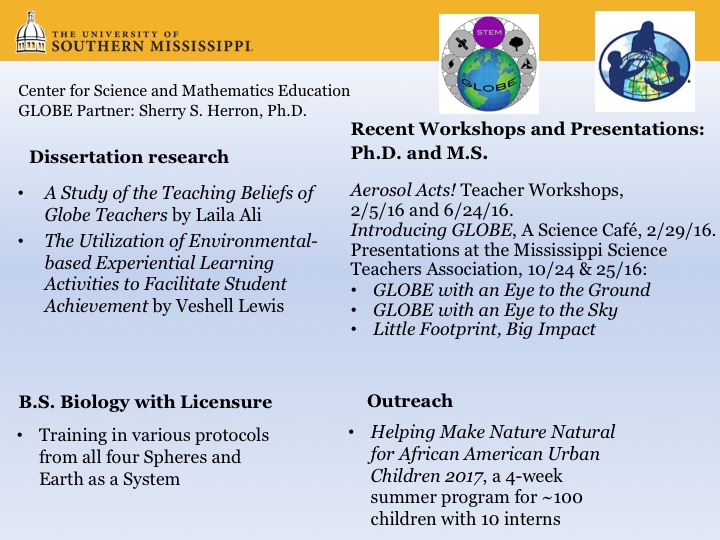 THE UNIVERSITY OF
SOUTHERN MISSISSIPPI.
STEM
GLOBE
Center for Science and Mathematics Education
GLOBE Partner: Sherry S. Herron, Ph.D.
Dissertation research
• A Study of the Teaching Beliefs of
Globe Teachers by Laila Ali
• The Utilization of Environmental-
based Experiential Learning
Activities to Facilitate Student
Achievement by Veshell Lewis
Recent Workshops and Presentations:
Ph.D. and M.S.
Aerosol Acts! Teacher Workshops,
2/5/16 and 6/24/16.
Introducing GLOBE, A Science Café, 2/29/16.
Presentations at the Mississippi Science
Teachers Association, 10/24 & 25/16:
• GLOBE with an Eye to the Ground
• GLOBE with an Eye to the Sky
• Little Footprint, Big Impact
B.S. Biology with Licensure
• Training in various protocols
from all four Spheres and
Earth as a System
Outreach
• Helping Make Nature Natural
for African American Urban
Children 2017, a 4-week
summer program for ~100
children with 10 interns